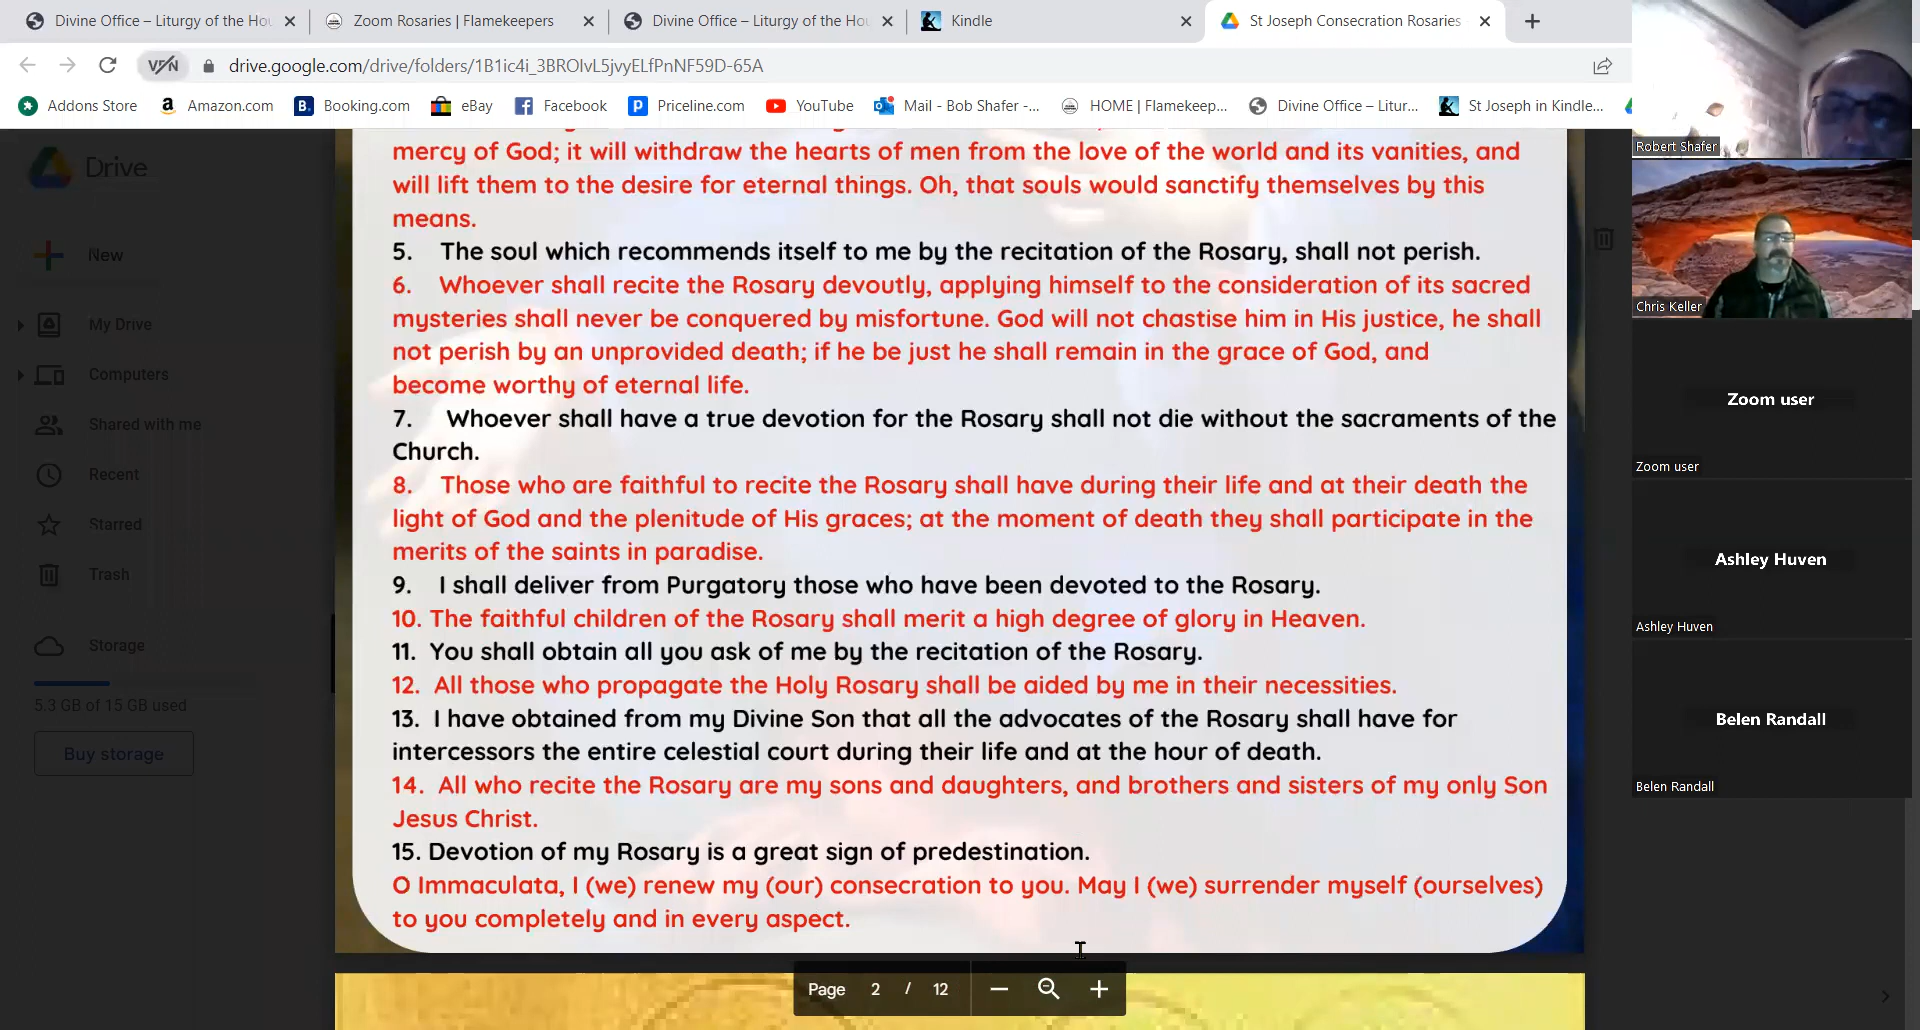 Divine Office – Liturgy of the Hou
Zoom Rosaries | Flamekeepers
Divine Office – Liturgy of the Hou
Kindle
St Joseph Consecration Rosaries
VPN
drive.google.com/drive/folders/1B1ic4i_3BROIvL5jvyELfPnNF59D-65A
Addons Store
Amazon.com
Booking.com
eBay
Facebook
Priceline.com
YouTube
Mail - Bob Shafer -...
HOME | Flamekeep...
Divine Office – Litur...
St Joseph in Kindle...
Drive
New
My Drive
Computers
Shared with me
Recent
Starred
Trash
Storage
5.3 GB of 15 GB used
Buy storage
mercy of God; it will withdraw the hearts of men from the love of the world and its vanities, and
will lift them to the desire for eternal things. Oh, that souls would sanctify themselves by this
means.
5. The soul which recommends itself to me by the recitation of the Rosary, shall not perish.
6. Whoever shall recite the Rosary devoutly, applying himself to the consideration of its sacred
mysteries shall never be conquered by misfortune. God will not chastise him in His justice, he shall
not perish by an unprovided death; if he be just he shall remain in the grace of God, and
become worthy of eternal life.
7. Whoever shall have a true devotion for the Rosary shall not die without the sacraments of the
Church.
8. Those who are faithful to recite the Rosary shall have during their life and at their death the
light of God and the plenitude of His graces; at the moment of death they shall participate in the
merits of the saints in paradise.
9. I shall deliver from Purgatory those who have been devoted to the Rosary.
10. The faithful children of the Rosary shall merit a high degree of glory in Heaven.
11. You shall obtain all you ask of me by the recitation of the Rosary.
12. All those who propagate the Holy Rosary shall be aided by me in their necessities.
13. I have obtained from my Divine Son that all the advocates of the Rosary shall have for
intercessors the entire celestial court during their life and at the hour of death.
14. All who recite the Rosary are my sons and daughters, and brothers and sisters of my only Son
Jesus Christ.
15. Devotion of my Rosary is a great sign of predestination.
O Immaculata, I (we) renew my (our) consecration to you. May I (we) surrender myself (ourselves)
to you completely and in every aspect.
Page 2 / 12
Robert Shafer
Chris Keller
Zoom user
Zoom user
Ashley Huven
Ashley Huven
Belen Randall
Belen Randall